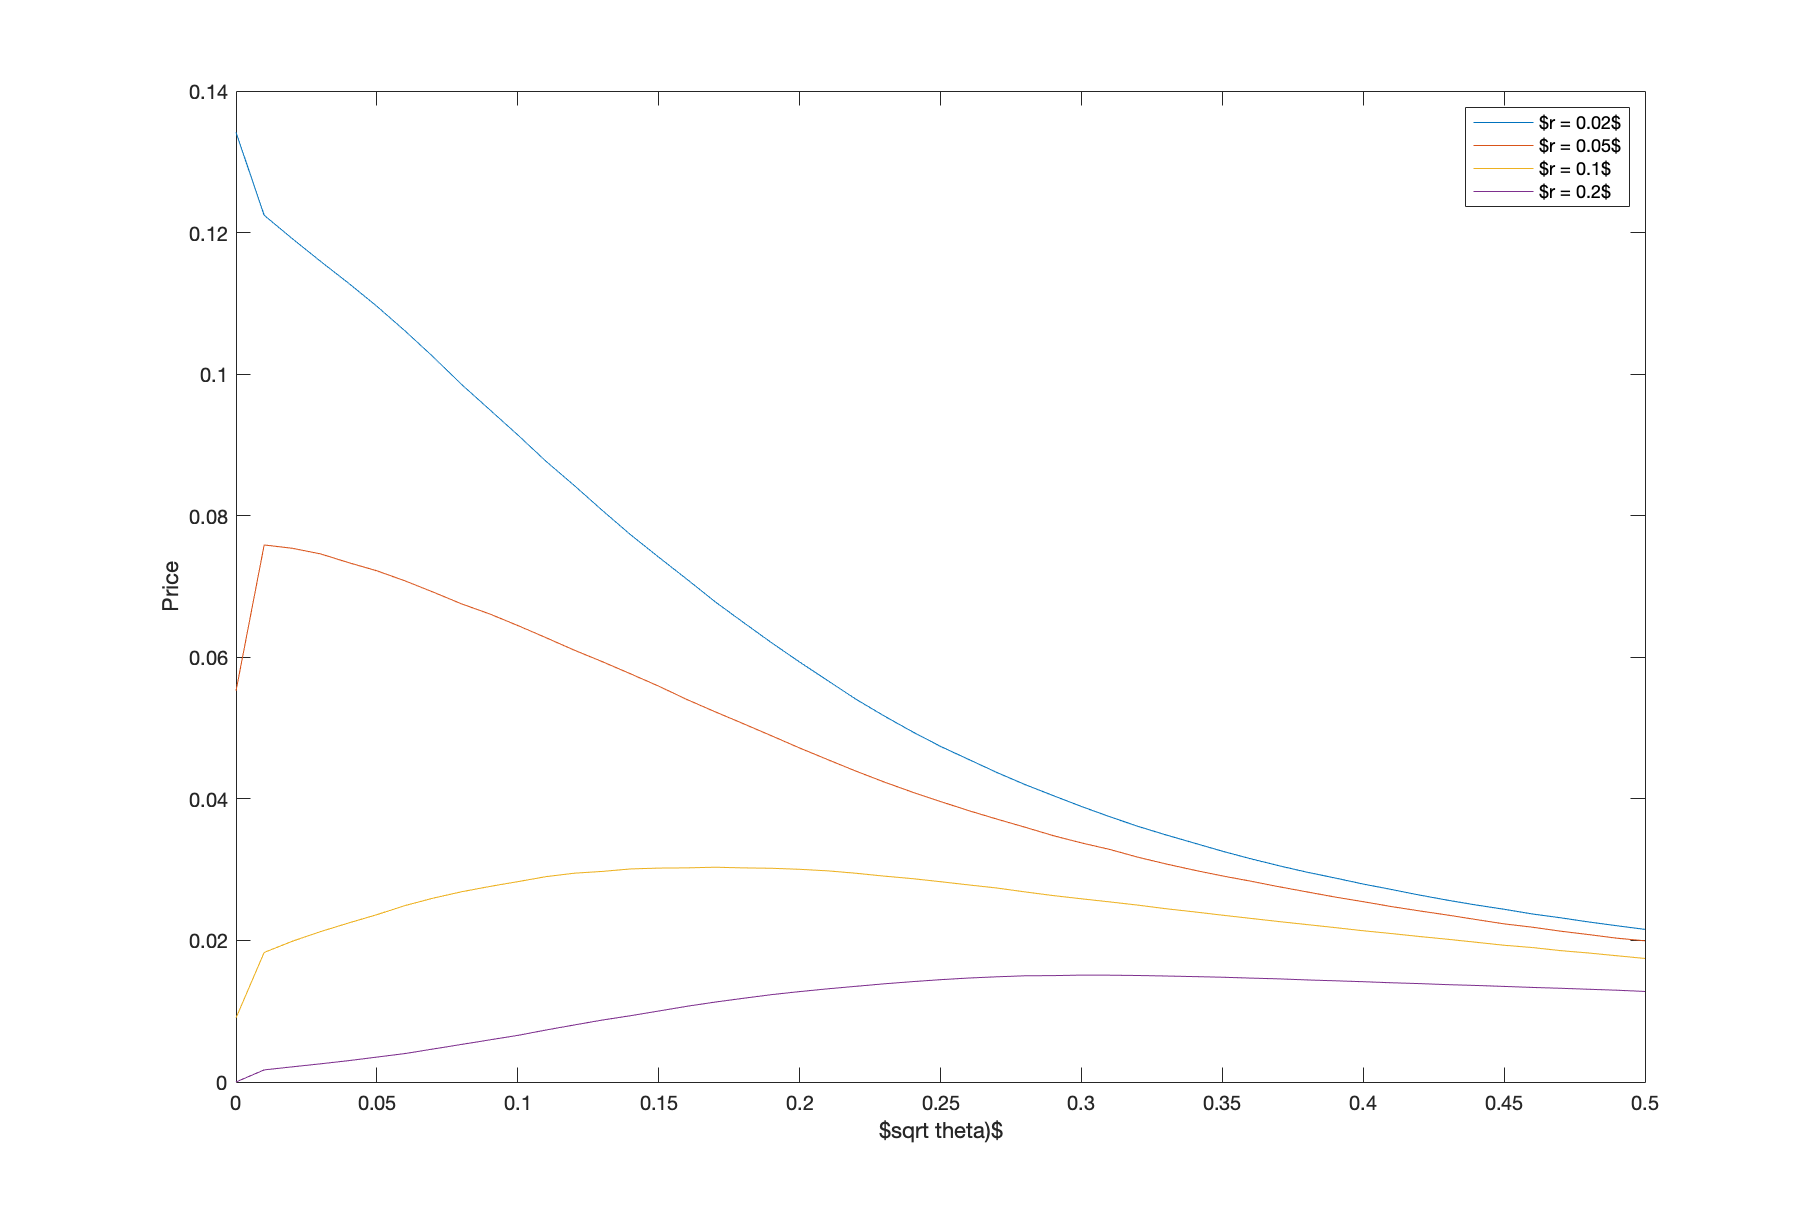 0.14
0.12
0.1
0.08
0.06
0.04
0.02
0
Price
0 0.05 0.1 0.15 0.2 0.25 0.3 0.35 0.4 0.45 0.5
$sqrt theta)$
$r = 0.02$
$r = 0.05$
$r = 0.1$
$r = 0.2$